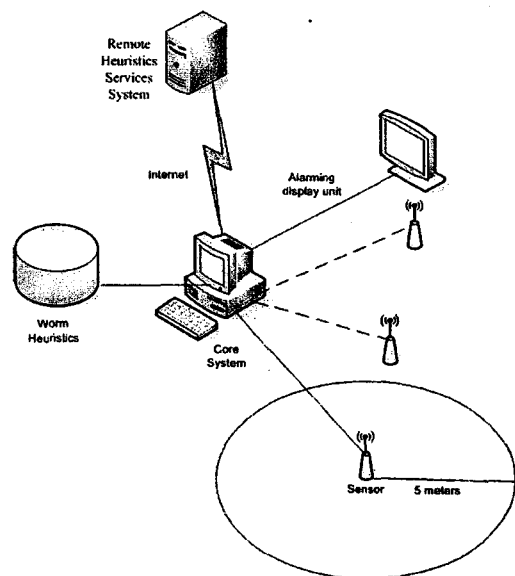 Remote
Heuristics
Services
System
Internet
Alarming
display unit
Worm
Heuristics
Core
System
Sensor
5 meters